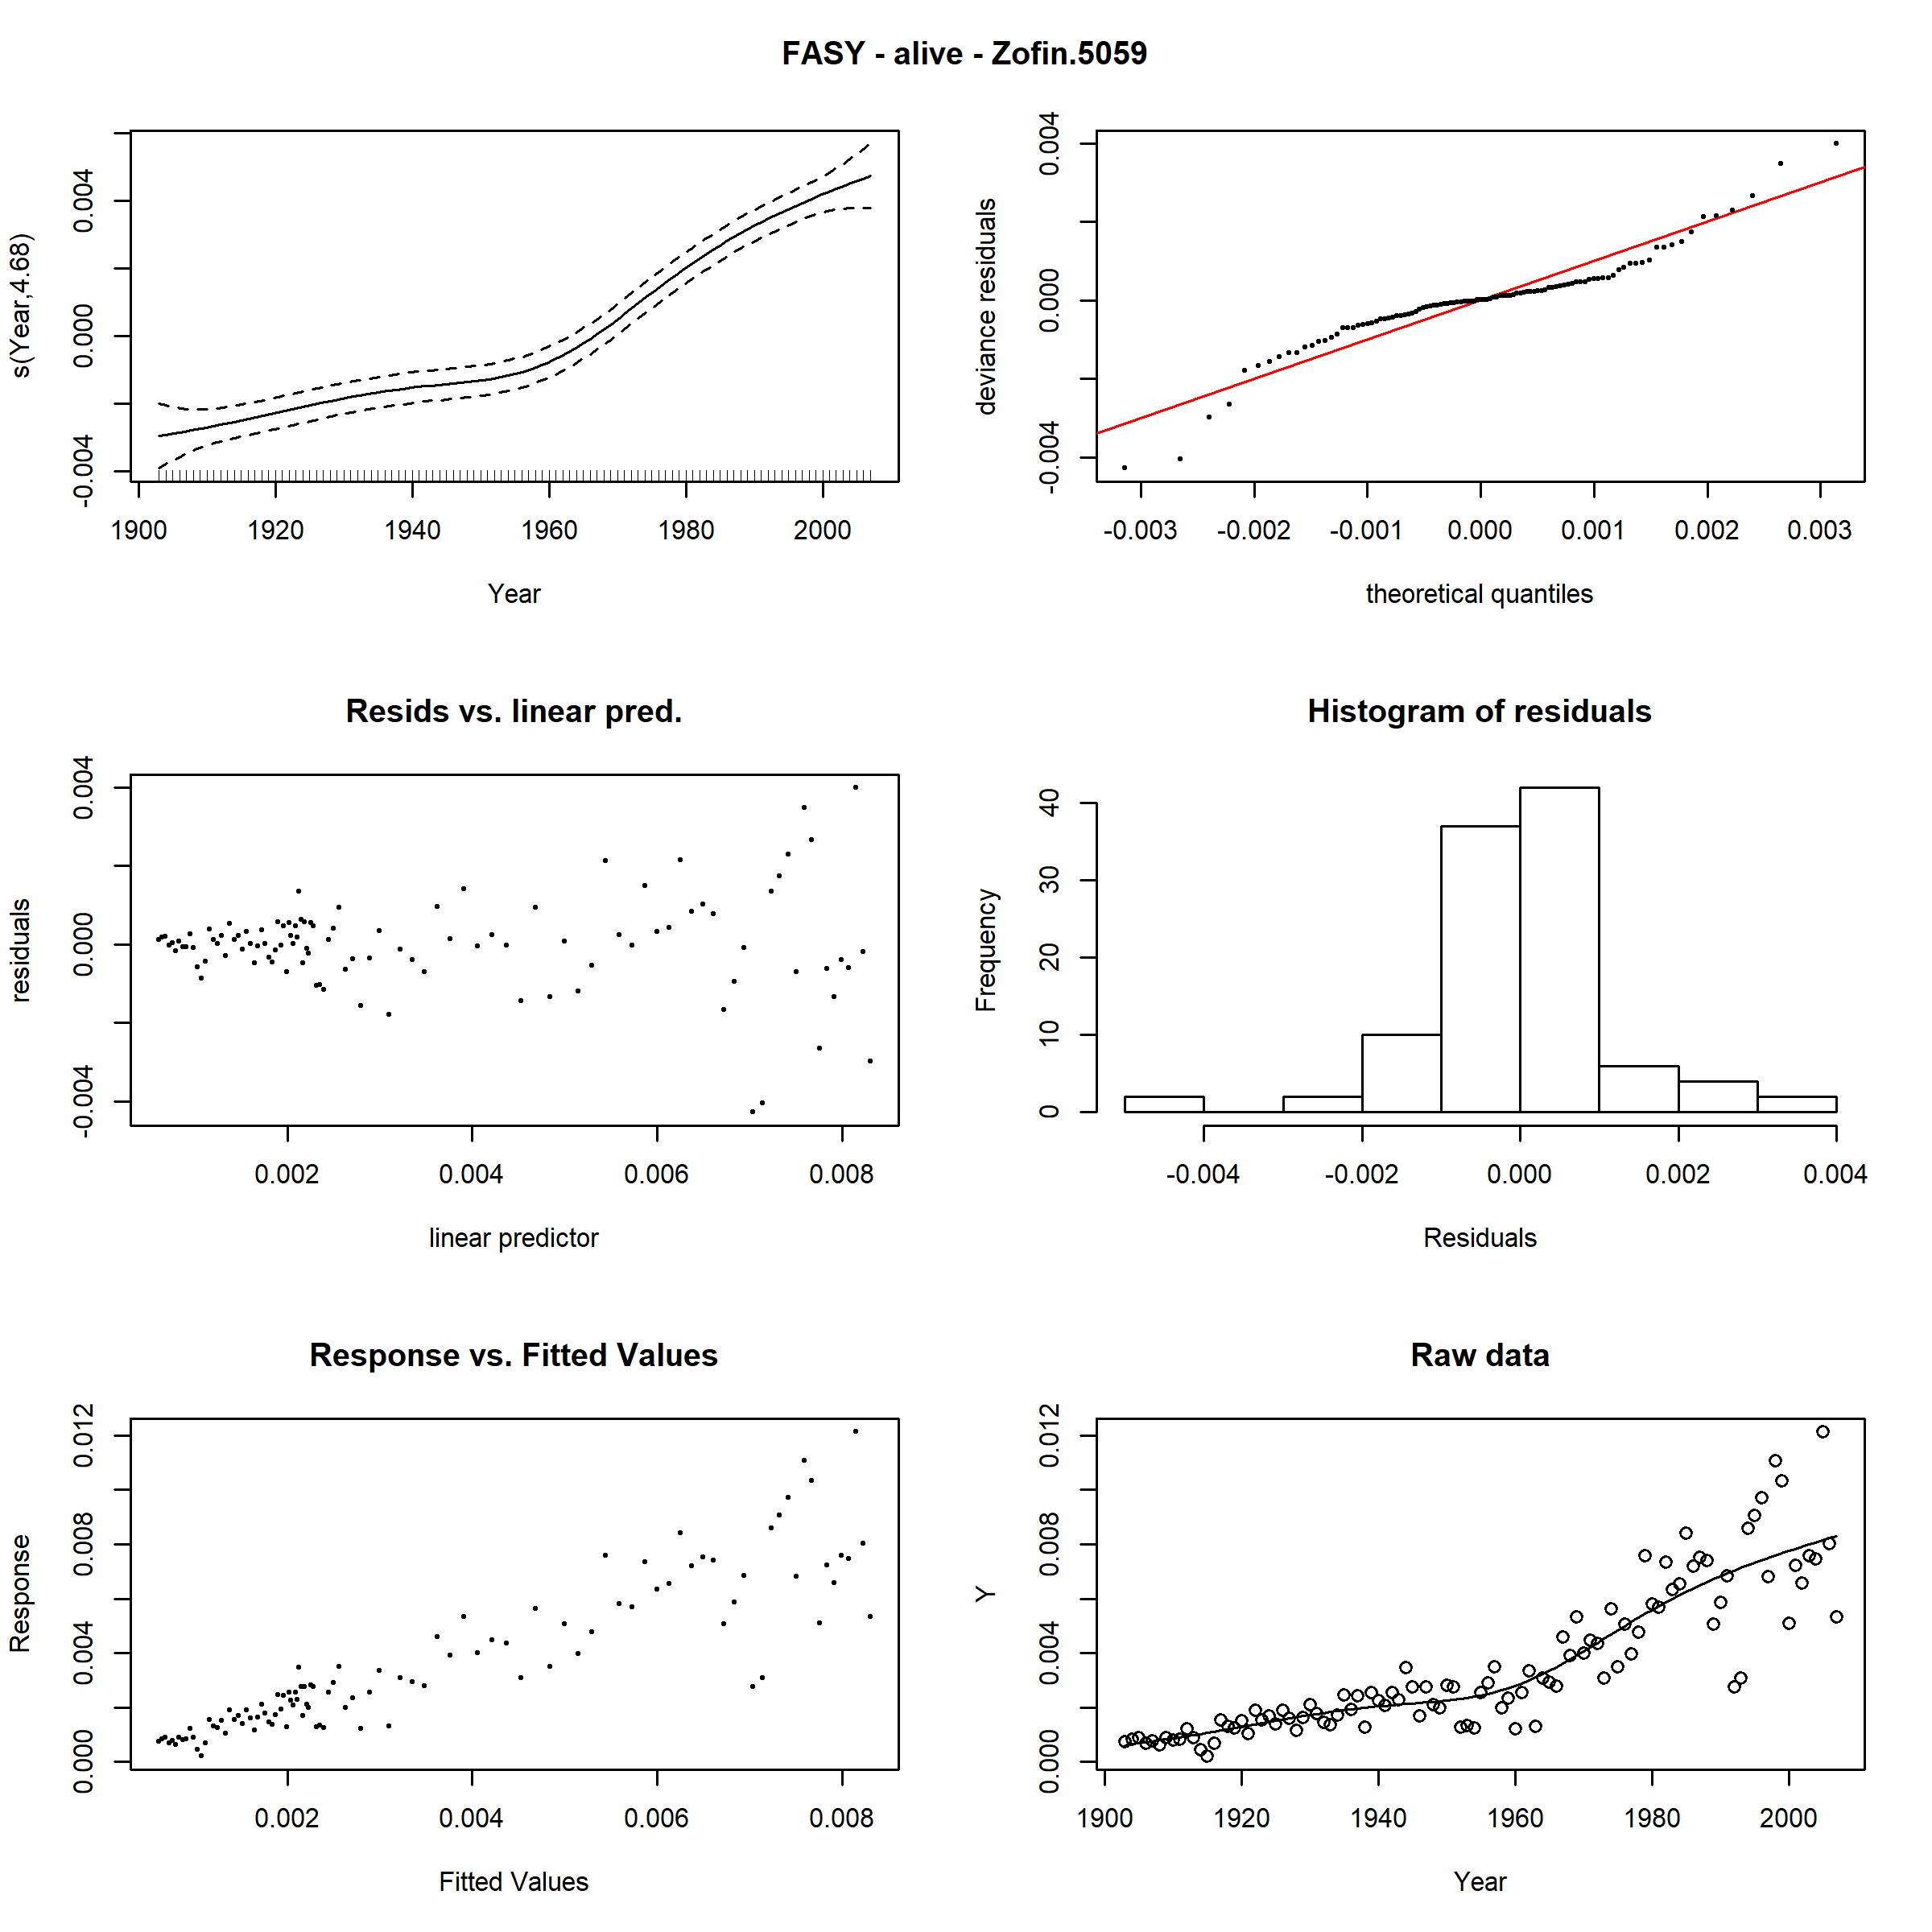 FASY - alive - Zofin.5059
s(Year,4.68)
-0.004 0.000 0.004
1900 1920 1940 1960 1980 2000
Year
deviance residuals
-0.004 0.000 0.004
-0.003 -0.002 -0.001 0.000 0.001 0.002 0.003
theoretical quantiles
Resids vs. linear pred.
residuals
-0.004 0.000 0.004
0.002 0.004 0.006 0.008
linear predictor
Histogram of residuals
Frequency
0 10 20 30 40
-0.004 -0.002 0.000 0.002 0.004
Residuals
Response vs. Fitted Values
Response
0.000 0.004 0.008 0.012
0.002 0.004 0.006 0.008
Fitted Values
Raw data
Y
0.000 0.004 0.008 0.012
1900 1920 1940 1960 1980 2000
Year